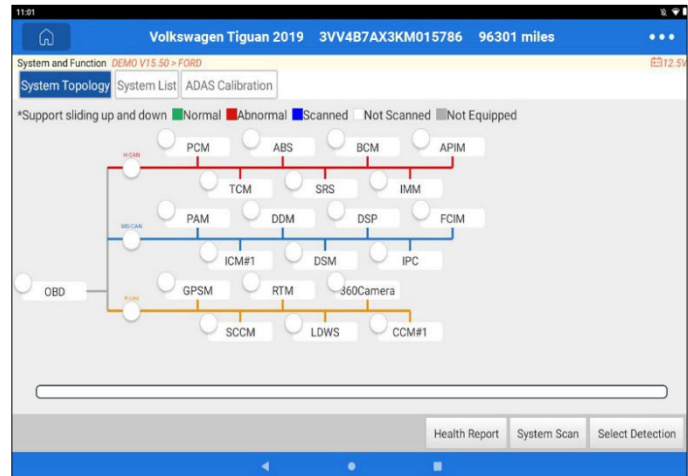 11:01
Volkswagen Tiguan 2019 3VV4B7AX3KM015786 96301 miles
System and Function DEMO V15.50 > FORD 12.5V
System Topology System List ADAS Calibration
*Support sliding up and down Normal Abnormal Scanned Not Scanned Not Equipped
PCM ABS BCM APIM
H-CAN
TCM SRS IMM
PAM DDM DSP FCIM
MS-CAN
ICM#1 DSM IPC
OBD GPSM RTM 360Camera
SCCM LDWS CCM#1
Health Report System Scan Select Detection